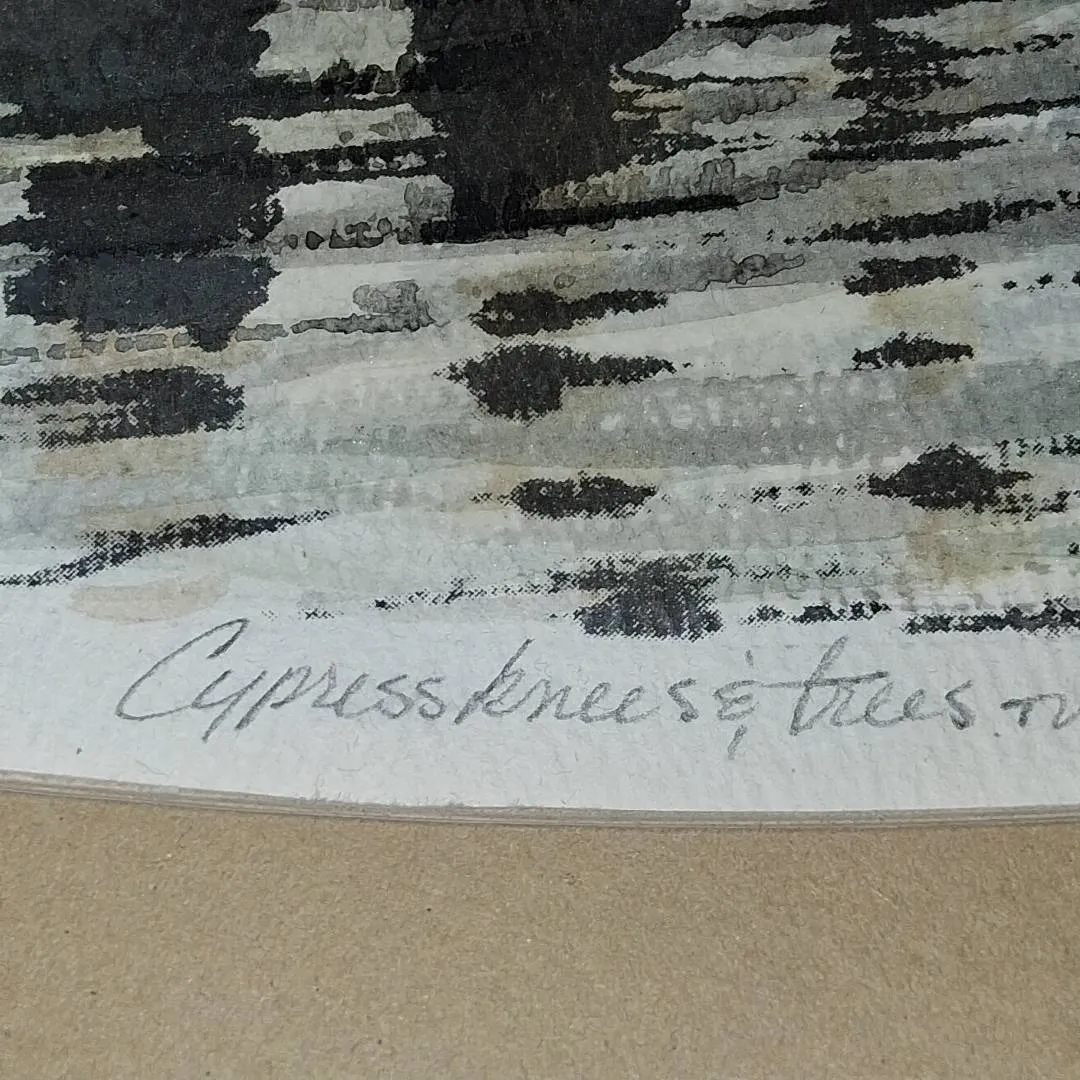 Cypress knees & trees